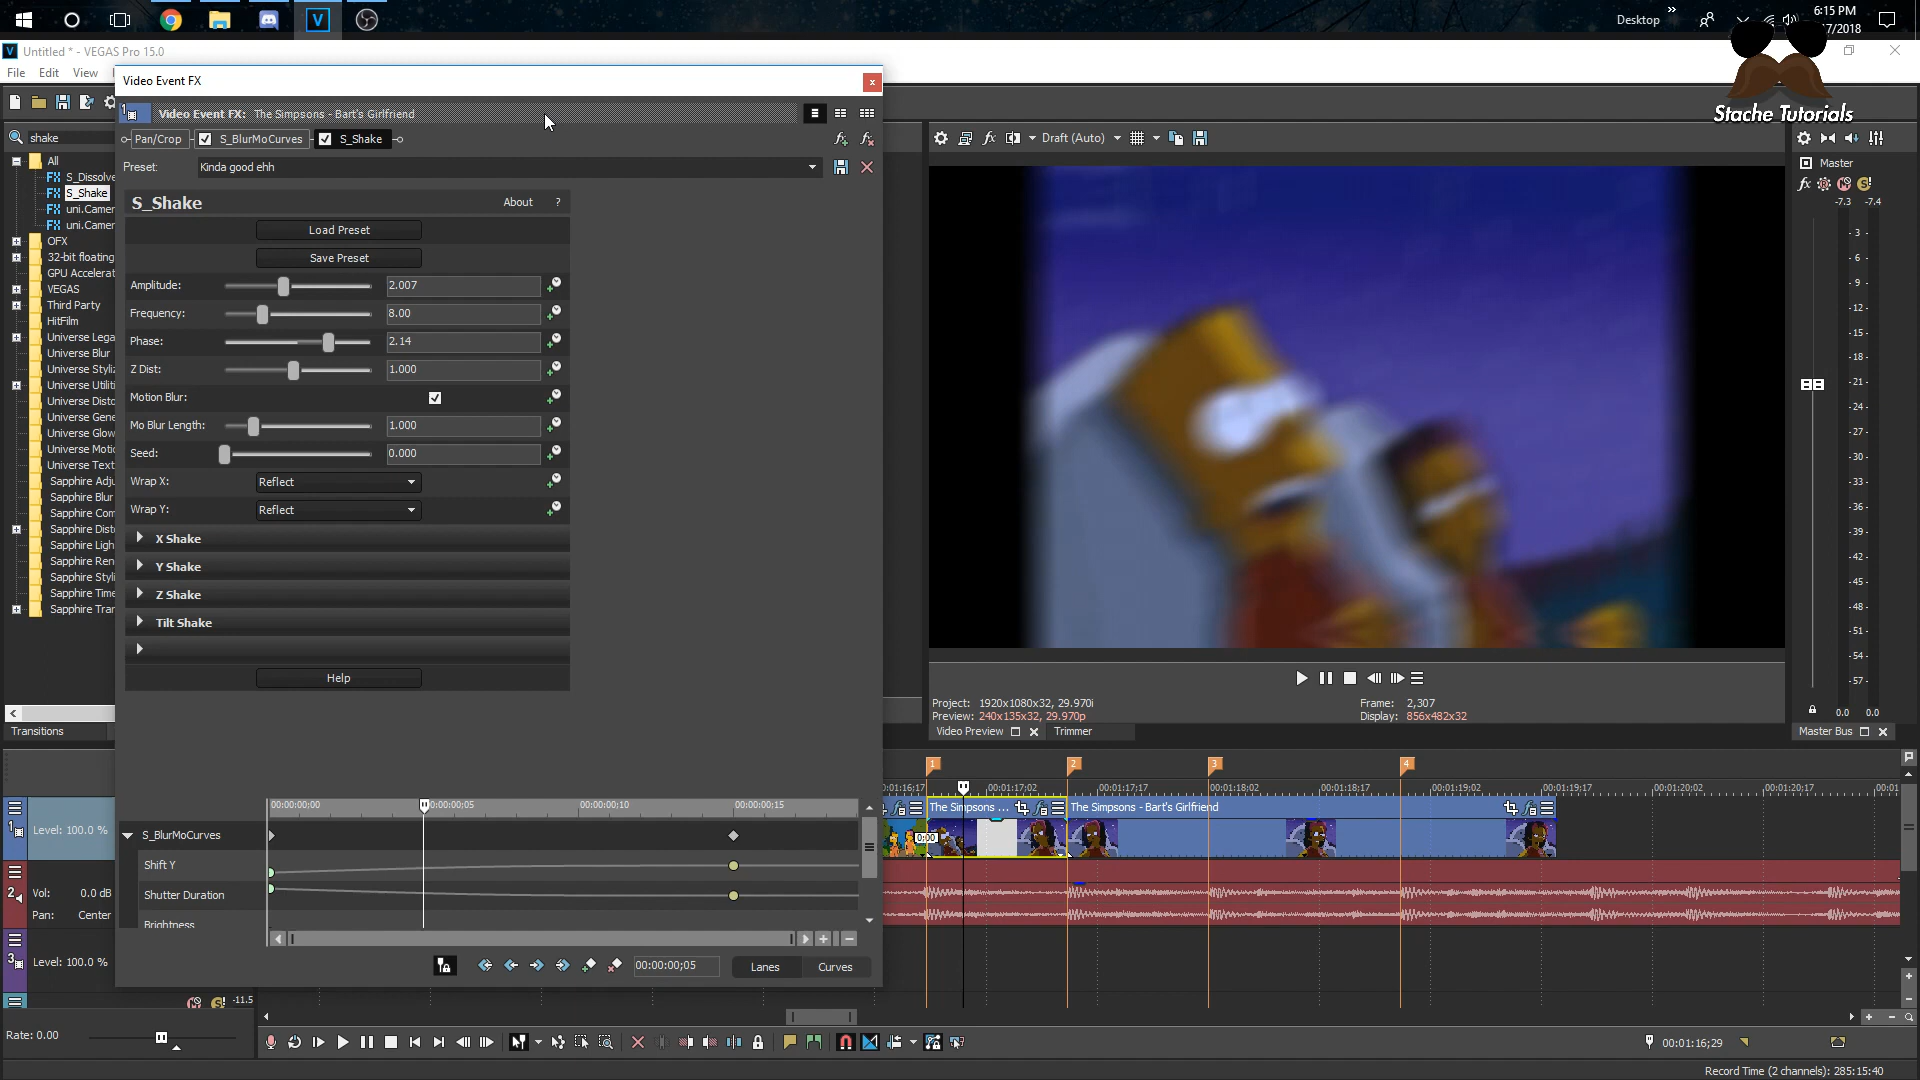 Desktop
»
6:15 PM
7/2018
Untitled * - VEGAS Pro 15.0
File
Edit
View
Stache Tutorials
Video Event FX
Video Event FX:
The Simpsons - Bart's Girlfriend
Pan/Crop
S_BlurMoCurves
S_Shake
Preset:
Kinda good ehh
shake
All
S_Dissolve
S_Shake
uni.Camer
uni.Camer
OFX
32-bit floating
GPU Accelerat
VEGAS
Third Party
HitFilm
Universe Lega
Universe Blur
Universe Styliz
Universe Utiliti
Universe Disto
Universe Gene
Universe Glow
Universe Motio
Universe Text
Sapphire Adju
Sapphire Blur
Sapphire Com
Sapphire Disto
Sapphire Ligh
Sapphire Ren
Sapphire Styli
Sapphire Time
Sapphire Tran
Transitions
S_Shake
About
?
Load Preset
Save Preset
Amplitude:
2.007
Frequency:
8.00
Phase:
2.14
Z Dist:
1.000
Motion Blur:
Mo Blur Length:
1.000
Seed:
0.000
Wrap X:
Reflect
Wrap Y:
Reflect
X Shake
Y Shake
Z Shake
Tilt Shake
Help
00:00:00;00
00:00:00;05
00:00:00;10
00:00:00;15
S_BlurMoCurves
Shift Y
Shutter Duration
Brightness
00:00:00;05
Lanes
Curves
Draft (Auto)
Project: 1920x1080x32, 29.970i
Preview: 240x135x32, 29.970p
Frame: 2,307
Display: 856x482x32
Video Preview
Trimmer
Master
-7.3
-7.4
- 3 -
- 6 -
- 9 -
-12-
-15-
-18-
-21-
-24-
-27-
-30-
-33-
-36-
-39-
-42-
-45-
-48-
-51-
-54-
-57-
0.0
0.0
Master Bus
1
2
3
4
0:01:16;17
00:01:17;02
00:01:17;17
00:01:18;02
00:01:18;17
00:01:19;02
00:01:19;17
00:01:20;02
00:01:20;17
00:01
The Simpsons ...
The Simpsons - Bart's Girlfriend
0:00
1
Level: 100.0 %
2
Vol:
0.0 dB
Pan:
Center
3
Level: 100.0 %
-11.5
Rate: 0.00
00:01:16;29
Record Time (2 channels): 285:15:40